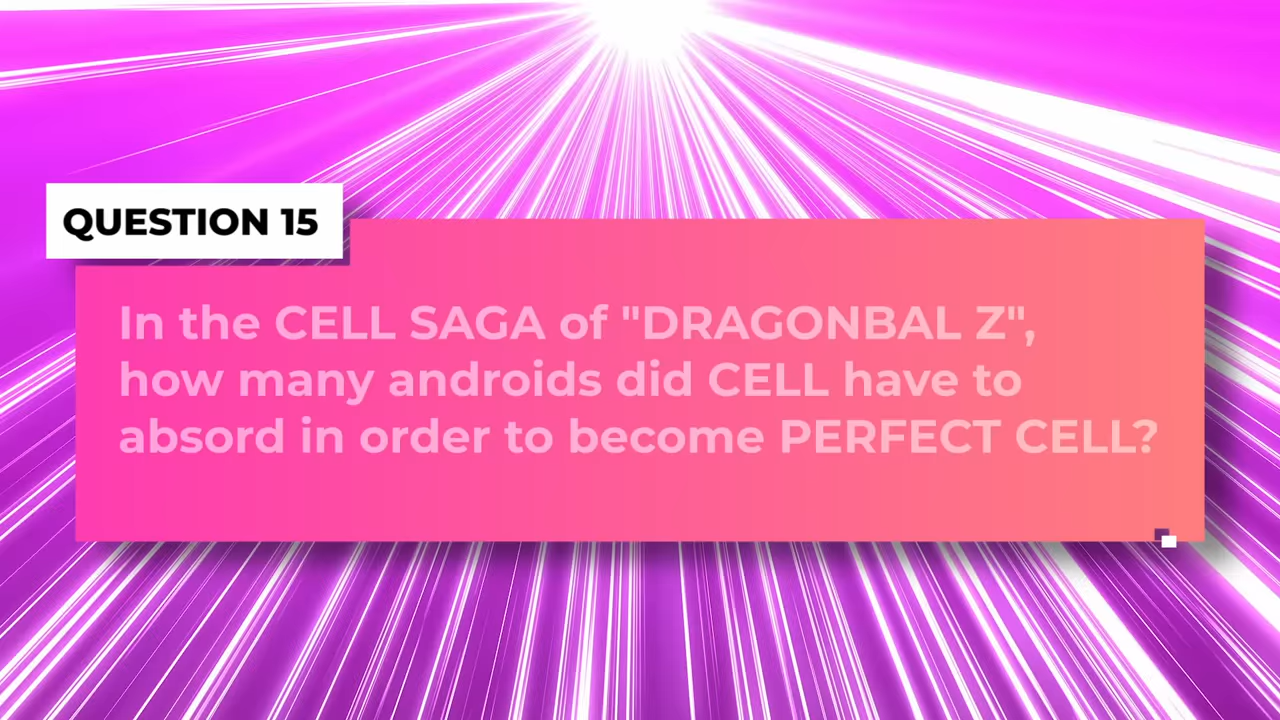 QUESTION 15
In the CELL SAGA of "DRAGONBAL Z",
how many androids did CELL have to
absord in order to become PERFECT CELL?